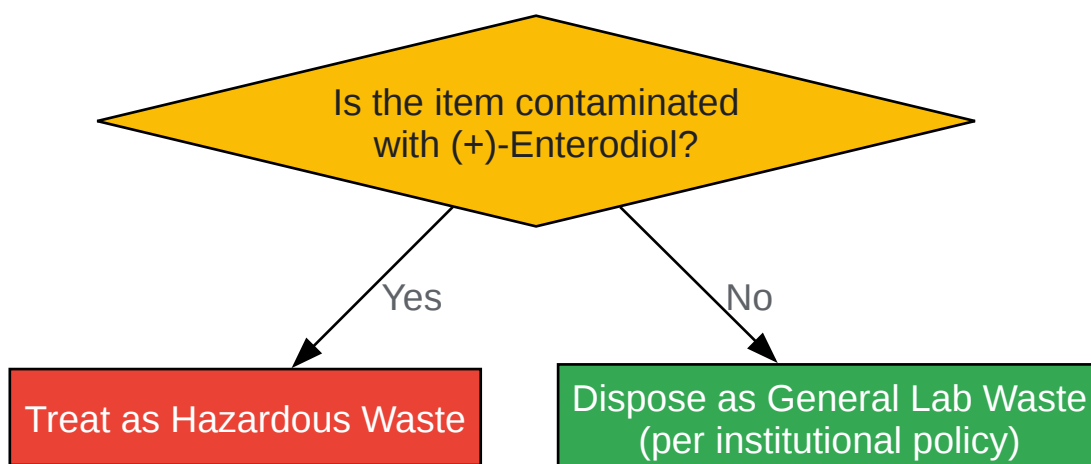 Is the item contaminated
with (+)-Enterodiol?
Yes
No
Treat as Hazardous Waste
Dispose as General Lab Waste
(per institutional policy)